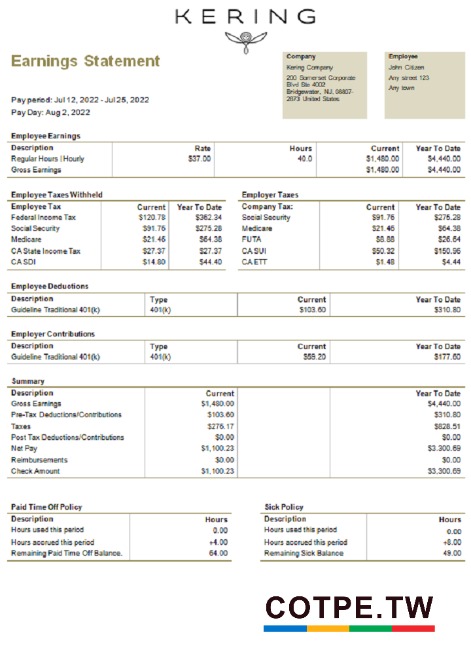 KERING
Earnings Statement
Company
Kering Company
200 Somerset Corporate
Blvd Ste 4002
Bridgewater, NJ, 08807-
2073 United States
Employee
John Citizen
Any street 123
Any town
Pay period: Jul 12, 2022 - Jul 25, 2022
Pay Day: Aug 2, 2022
Employee Earnings
Description Rate Hours Current Year To Date
Regular Hours | Hourly $37.00 40.0 $1,480.00 $4,440.00
Gross Earnings $1,480.00 $4,440.00
Employee Taxes Withheld
Employee Tax Current Year To Date
Federal Income Tax $120.78 $362.34
Social Security $91.76 $275.28
Medicare $21.46 $64.38
CA State Income Tax $27.37 $27.37
CA SDI $14.80 $44.40
Employer Taxes
Company Tax: Current Year To Date
Social Security $91.76 $275.28
Medicare $21.46 $64.38
FUTA $8.88 $26.64
CA SUI $50.32 $150.96
CA ETT $1.48 $4.44
Employee Deductions
Description Type Current Year To Date
Guideline Traditional 401(k) 401(k) $103.60 $310.80
Employer Contributions
Description Type Current Year To Date
Guideline Traditional 401(k) 401(k) $59.20 $177.60
Summary
Description Current Year To Date
Gross Earnings $1,480.00 $4,440.00
Pre-Tax Deductions/Contributions $103.60 $310.80
Taxes $276.17 $828.51
Post Tax Deductions/Contributions $0.00 $0.00
Net Pay $1,100.23 $3,300.69
Reimbursements $0.00 $0.00
Check Amount $1,100.23 $3,300.69
Paid Time Off Policy
Description Hours
Hours used this period 0.00
Hours accrued this period +4.00
Remaining Paid Time Off Balance. 64.00
Sick Policy
Description Hours
Hours used this period 0.00
Hours accrued this period +8.00
Remaining Sick Balance 49.00
COTPE.TW